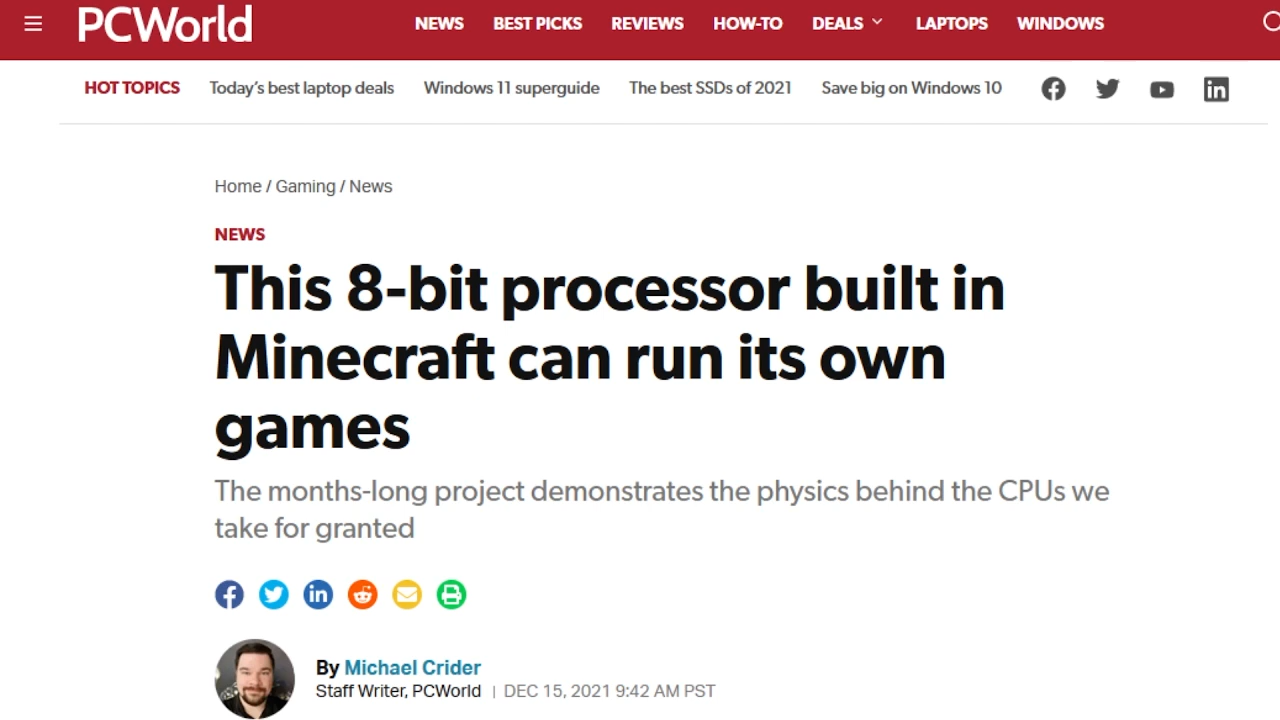 PCWorld NEWS BEST PICKS REVIEWS HOW-TO DEALS LAPTOPS WINDOWS
HOT TOPICS Today's best laptop deals Windows 11 superguide The best SSDs of 2021 Save big on Windows 10
Home / Gaming / News
NEWS
This 8-bit processor built in
Minecraft can run its own
games
The months-long project demonstrates the physics behind the CPUs we
take for granted
By Michael Crider
Staff Writer, PCWorld | DEC 15, 2021 9:42 AM PST